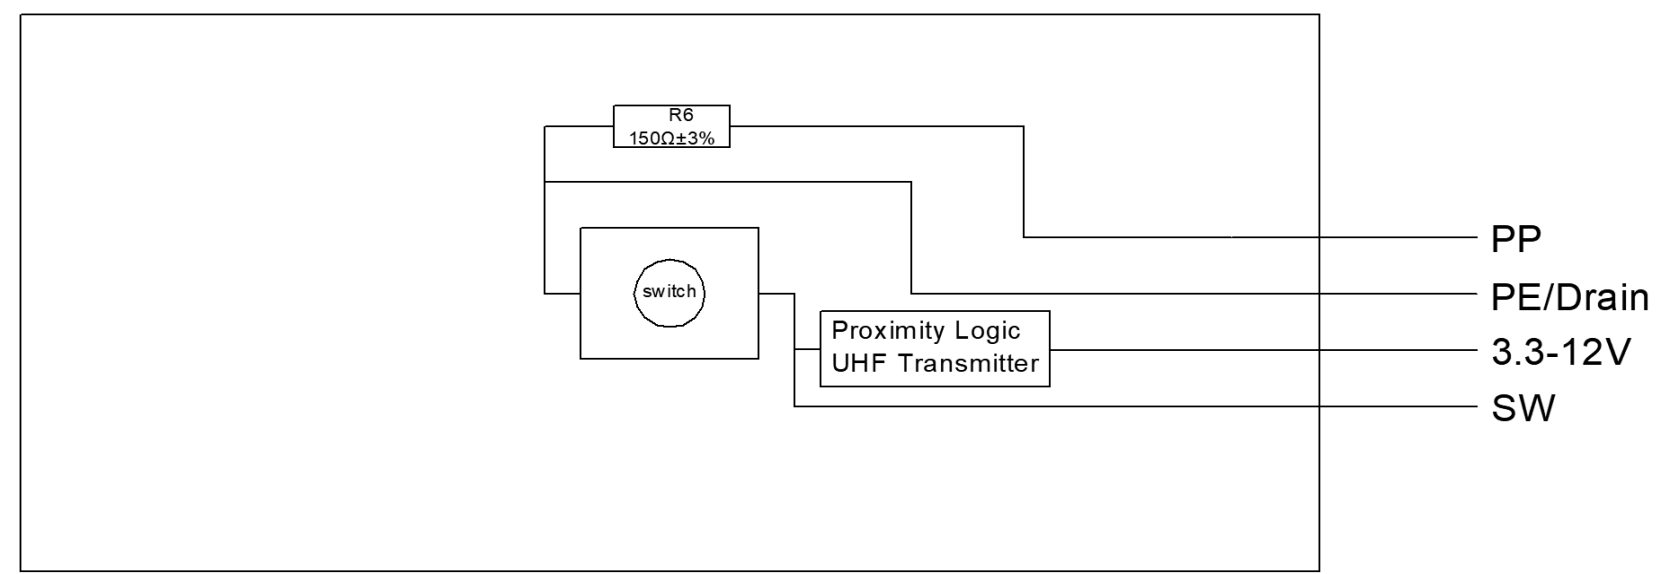 R6
150Ω±3%
PP
switch
PE/Drain
Proximity Logic
UHF Transmitter
3.3-12V
SW